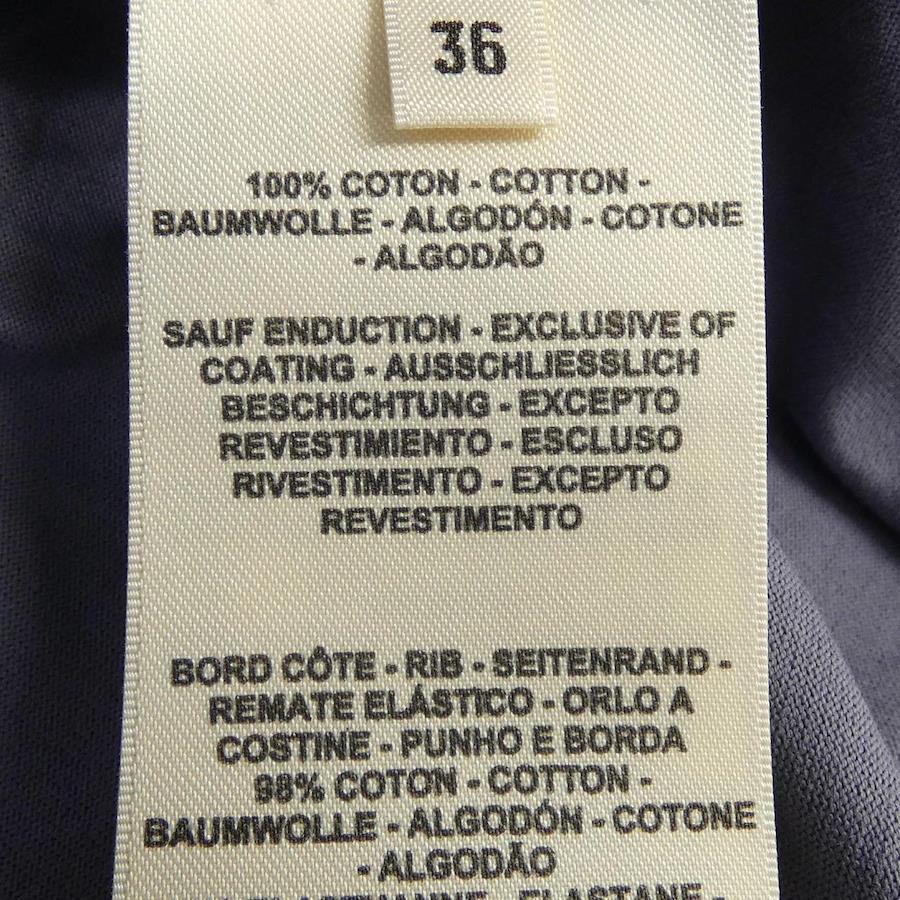 36
100% COTON - COTTON -
BAUMWOLLE - ALGODÓN - COTONE
- ALGODÃO
SAUF ENDUCTION - EXCLUSIVE OF
COATING - AUSSCHLIESSLICH
BESCHICHTUNG - EXCEPTO
REVESTIMIENTO - ESCLUSO
RIVESTIMENTO - EXCEPTO
REVESTIMENTO
BORD CÔTE - RIB - SEITENRAND -
REMATE ELÁSTICO - ORLO A
COSTINE - PUNHO E BORDA
98% COTON - COTTON -
BAUMWOLLE - ALGODÓN - COTONE
- ALGODÃO
ELASTANE -